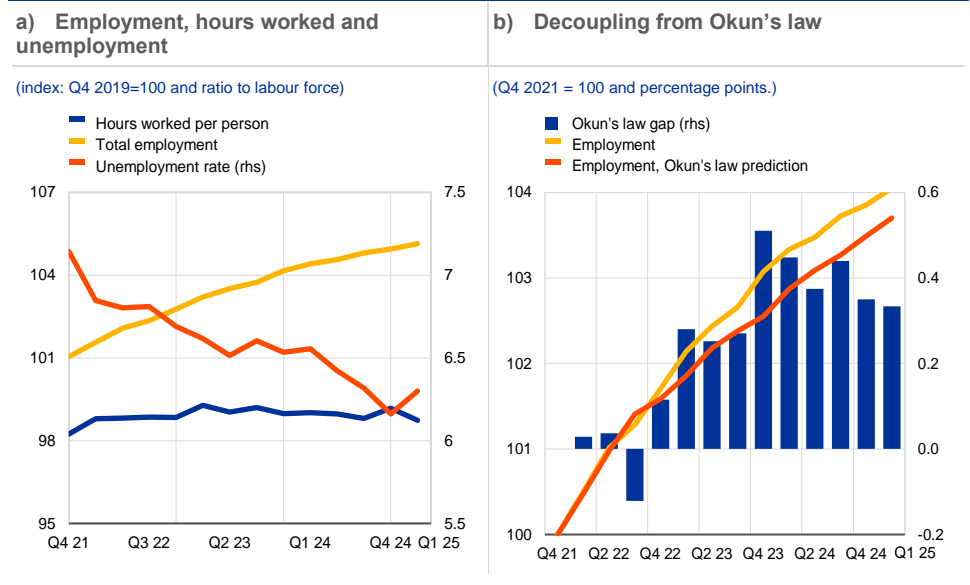 a) Employment, hours worked and
unemployment
(index: Q4 2019=100 and ratio to labour force)
Hours worked per person
Total employment
Unemployment rate (rhs)
107
104
101
98
95
7.5
7
6.5
6
5.5
Q4 21 Q3 22 Q2 23 Q1 24 Q4 24 Q1 25
b) Decoupling from Okun's law
(Q4 2021 = 100 and percentage points.)
Okun's law gap (rhs)
Employment
Employment, Okun's law prediction
104
103
102
101
100
0.6
0.4
0.2
0.0
-0.2
Q4 21 Q2 22 Q4 22 Q2 23 Q4 23 Q2 24 Q4 24 Q1 25